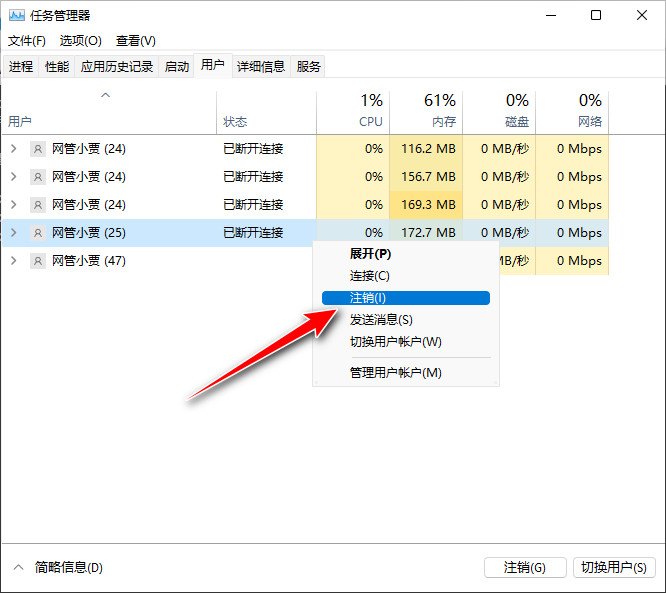 任务管理器
文件(F) 选项(O) 查看(V)
进程 性能 应用历史记录 启动 用户 详细信息 服务
1% 61% 0% 0%
用户 状态 CPU 内存 磁盘 网络
网管小贾 (24) 已断开连接 0% 116.2 MB 0 MB/秒 0 Mbps
网管小贾 (24) 已断开连接 0% 156.7 MB 0 MB/秒 0 Mbps
网管小贾 (24) 已断开连接 0% 169.3 MB 0 MB/秒 0 Mbps
网管小贾 (25) 已断开连接 0% 172.7 MB 0 MB/秒 0 Mbps
展开(P)
网管小贾 (47) MB/秒 0 Mbps
连接(C)
注销(I)
发送消息(S)
切换用户帐户(W)
管理用户帐户(M)
简略信息(D) 注销(G) 切换用户(S)